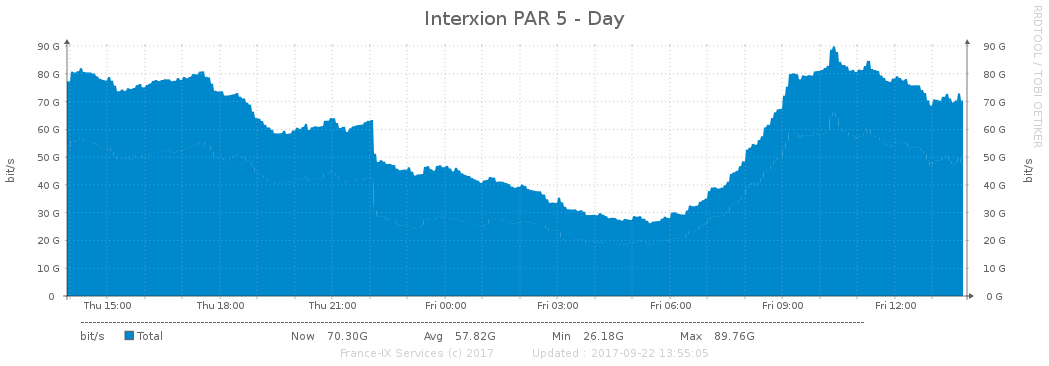 Interxion PAR 5 - Day
RRDTOOL / TOBI OETIKER
90 G 90 G
80 G 80 G
70 G 70 G
60 G 60 G
50 G 50 G
40 G 40 G
30 G 30 G
20 G 20 G
10 G 10 G
0 0 G
bit/s
bit/s
Thu 15:00 Thu 18:00 Thu 21:00 Fri 00:00 Fri 03:00 Fri 06:00 Fri 09:00 Fri 12:00
bit/s Total Now 70.30G Avg 57.82G Min 26.18G Max 89.76G
France-IX Services (c) 2017 Updated : 2017-09-22 13:55:05